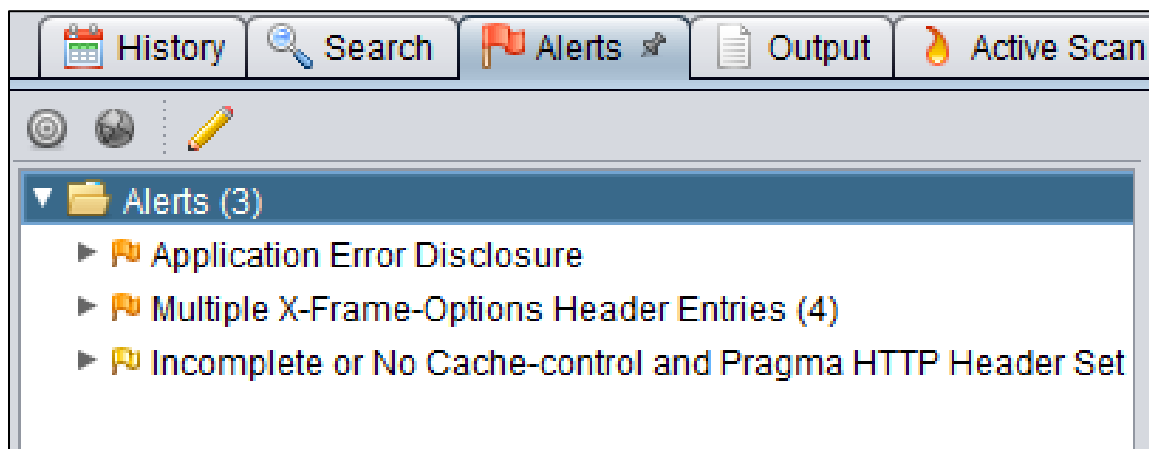 History Search Alerts Output Active Scan
Alerts (3)
Application Error Disclosure
Multiple X-Frame-Options Header Entries (4)
Incomplete or No Cache-control and Pragma HTTP Header Set